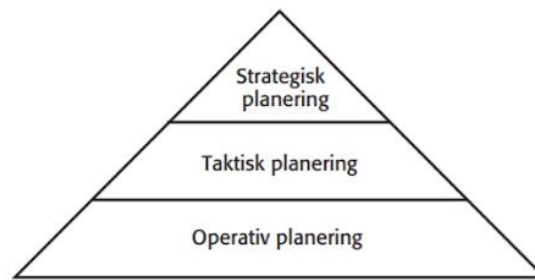 Strategisk
planering
Taktisk planering
Operativ planering